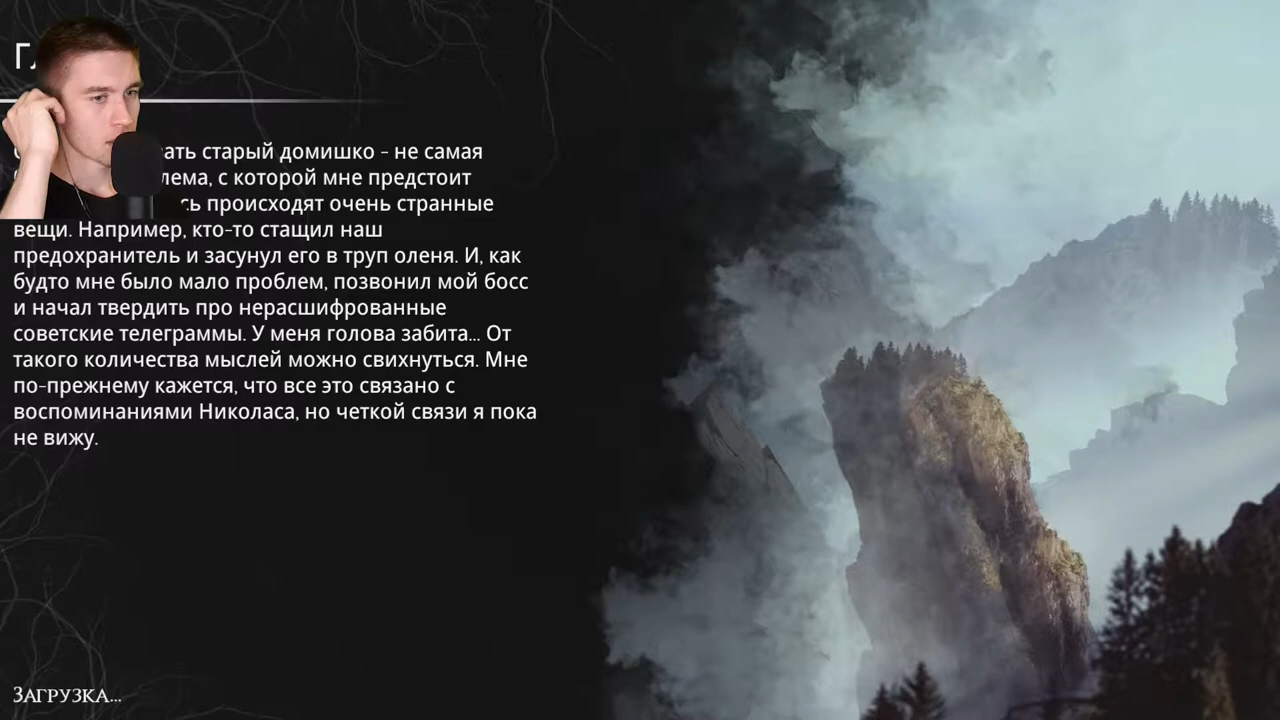 старый домишко - не самая
с которой мне предстоит
происходят очень странные
вещи. Например, кто-то стащил наш
предохранитель и засунул его в труп оленя. И, как
будто мне было мало проблем, позвонил мой босс
и начал твердить про нерасшифрованные
советские телеграммы. У меня голова забита... От
такого количества мыслей можно свихнуться. Мне
по-прежнему кажется, что все это связано с
воспоминаниями Николаса, но четкой связи я пока
не вижу.
Загрузка...